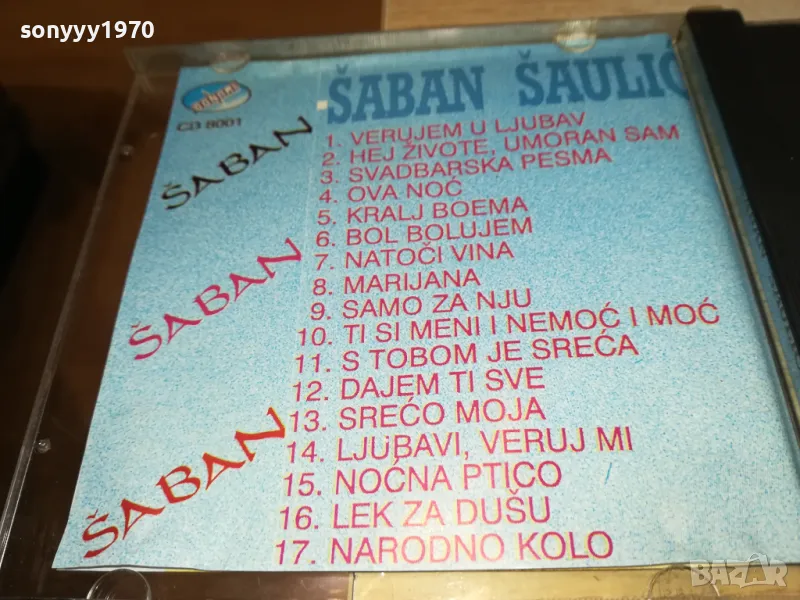 sonyyy1970
ŠABAN ŠAULIĆ
CD 8001
ŠABAN
ŠABAN
ŠABAN
1. VERUJEM U LJUBAV
2. HEJ ŽIVOTE, UMORAN SAM
3. SVADBARSKA PESMA
4. OVA NOĆ
5. KRALJ BOEMA
6. BOL BOLUJEM
7. NATOČI VINA
8. MARIJANA
9. SAMO ZA NJU
10. TI SI MENI I NEMOĆ I MOĆ
11. S TOBOM JE SREĆA
12. DAJEM TI SVE
13. SREĆO MOJA
14. LJUBAVI, VERUJ MI
15. NOĆNA PTICO
16. LEK ZA DUŠU
17. NARODNO KOLO
BAZAR